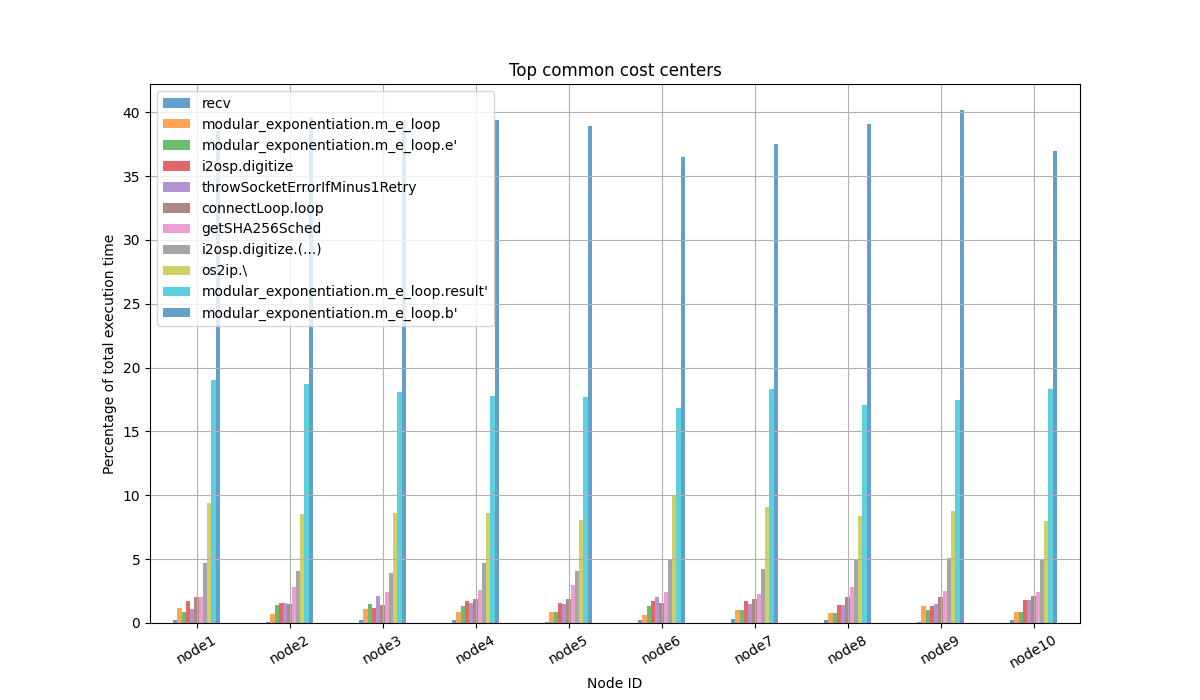 Top common cost centers
Percentage of total execution time
40
35
30
25
20
15
10
5
0
recv
modular_exponentiation.m_e_loop
modular_exponentiation.m_e_loop.e'
i2osp.digitize
throwSocketErrorIfMinus1Retry
connectLoop.loop
getSHA256Sched
i2osp.digitize.(...)
os2ip.\
modular_exponentiation.m_e_loop.result'
modular_exponentiation.m_e_loop.b'
node1
node2
node3
node4
node5
node6
node7
node8
node9
node10
Node ID